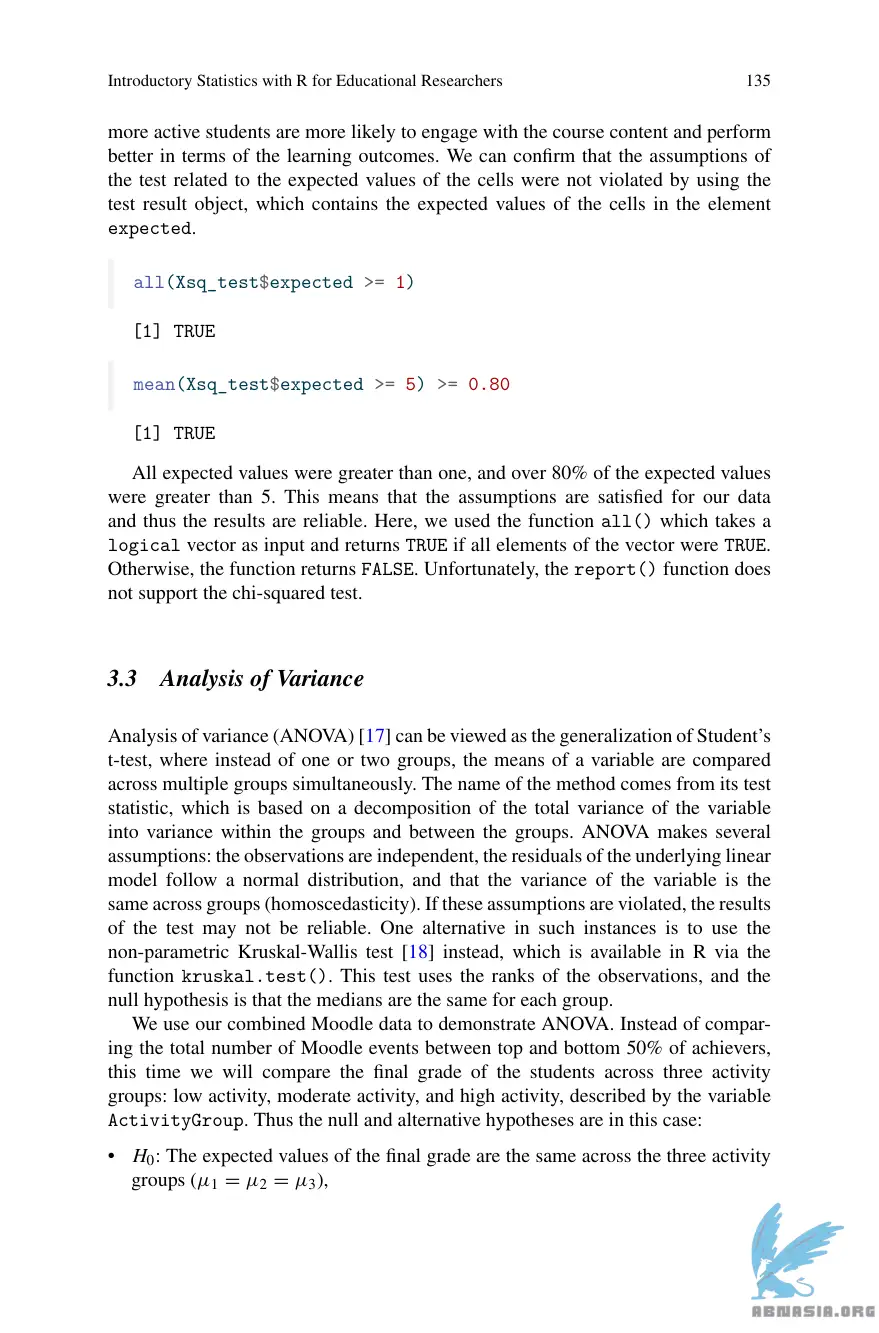 Introductory Statistics with R for Educational Researchers 135
more active students are more likely to engage with the course content and perform
better in terms of the learning outcomes. We can confirm that the assumptions of
the test related to the expected values of the cells were not violated by using the
test result object, which contains the expected values of the cells in the element
expected.
all(Xsq_test$expected >= 1)
[1] TRUE
mean(Xsq_test$expected >= 5) >= 0.80
[1] TRUE
All expected values were greater than one, and over 80% of the expected values
were greater than 5. This means that the assumptions are satisfied for our data
and thus the results are reliable. Here, we used the function all() which takes a
logical vector as input and returns TRUE if all elements of the vector were TRUE.
Otherwise, the function returns FALSE. Unfortunately, the report() function does
not support the chi-squared test.
3.3 Analysis of Variance
Analysis of variance (ANOVA) [17] can be viewed as the generalization of Student’s
t-test, where instead of one or two groups, the means of a variable are compared
across multiple groups simultaneously. The name of the method comes from its test
statistic, which is based on a decomposition of the total variance of the variable
into variance within the groups and between the groups. ANOVA makes several
assumptions: the observations are independent, the residuals of the underlying linear
model follow a normal distribution, and that the variance of the variable is the
same across groups (homoscedasticity). If these assumptions are violated, the results
of the test may not be reliable. One alternative in such instances is to use the
non-parametric Kruskal-Wallis test [18] instead, which is available in R via the
function kruskal.test(). This test uses the ranks of the observations, and the
null hypothesis is that the medians are the same for each group.
We use our combined Moodle data to demonstrate ANOVA. Instead of compar-
ing the total number of Moodle events between top and bottom 50% of achievers,
this time we will compare the final grade of the students across three activity
groups: low activity, moderate activity, and high activity, described by the variable
ActivityGroup. Thus the null and alternative hypotheses are in this case:
• H0: The expected values of the final grade are the same across the three activity
groups (μ1 = μ2 = μ3),
ABNASIA.ORG